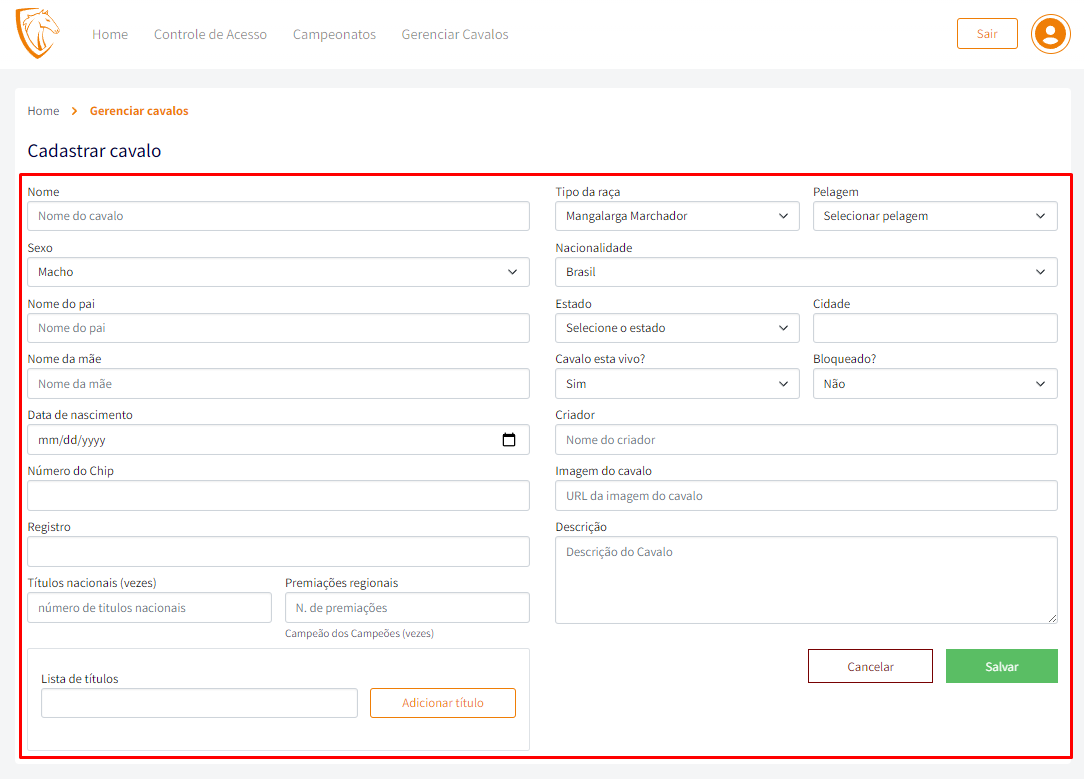 Home Controle de Acesso Campeonatos Gerenciar Cavalos Sair
Home > Gerenciar cavalos
Cadastrar cavalo
Nome
Nome do cavalo
Sexo
Macho
Nome do pai
Nome do pai
Nome da mãe
Nome da mãe
Data de nascimento
mm/dd/yyyy
Número do Chip
Registro
Títulos nacionais (vezes) Premiações regionais
número de titulos nacionais N. de premiações
Campeão dos Campeões (vezes)
Lista de títulos
Adicionar título
Tipo da raça Pelagem
Mangalarga Marchador Selecionar pelagem
Nacionalidade
Brasil
Estado Cidade
Selecione o estado
Cavalo esta vivo? Bloqueado?
Sim Não
Criador
Nome do criador
Imagem do cavalo
URL da imagem do cavalo
Descrição
Descrição do Cavalo
Cancelar Salvar